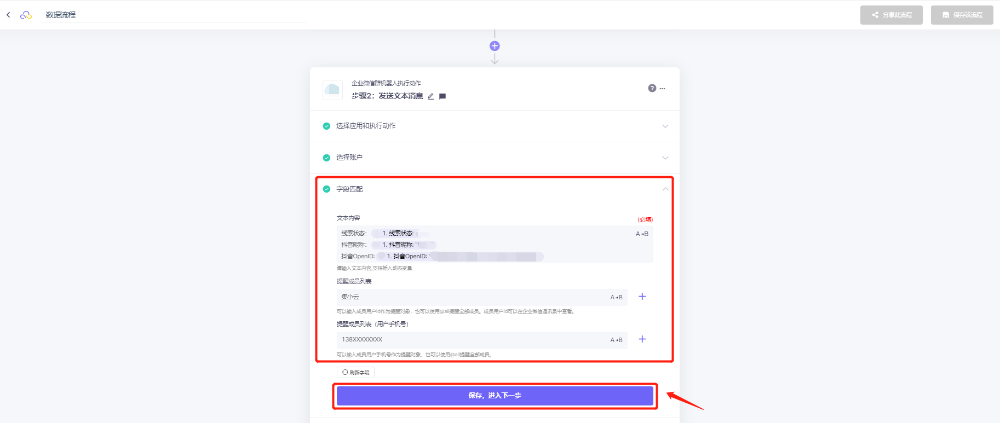 数据流程
分享此流程
保存该流程
企业微信群机器人执行动作
步骤2：发送文本消息
选择应用和执行动作
选择账户
字段匹配
文本内容
(必填)
线索状态： 1. 线索状态:
A→B
抖音昵称： 1. 抖音昵称: "
抖音OpenID: 1. 抖音OpenID: "
请输入文本内容,支持插入动态变量
提醒成员列表
集小云
A→B
可以输入成员用户id作为提醒对象，也可以使用@all提醒全部成员。成员用户id可以在企业微信通讯录中查看。
提醒成员列表（用户手机号）
138XXXXXXXX
A→B
可以输入成员用户手机号作为提醒对象，也可以使用@all提醒全部成员。
刷新字段
保存，进入下一步